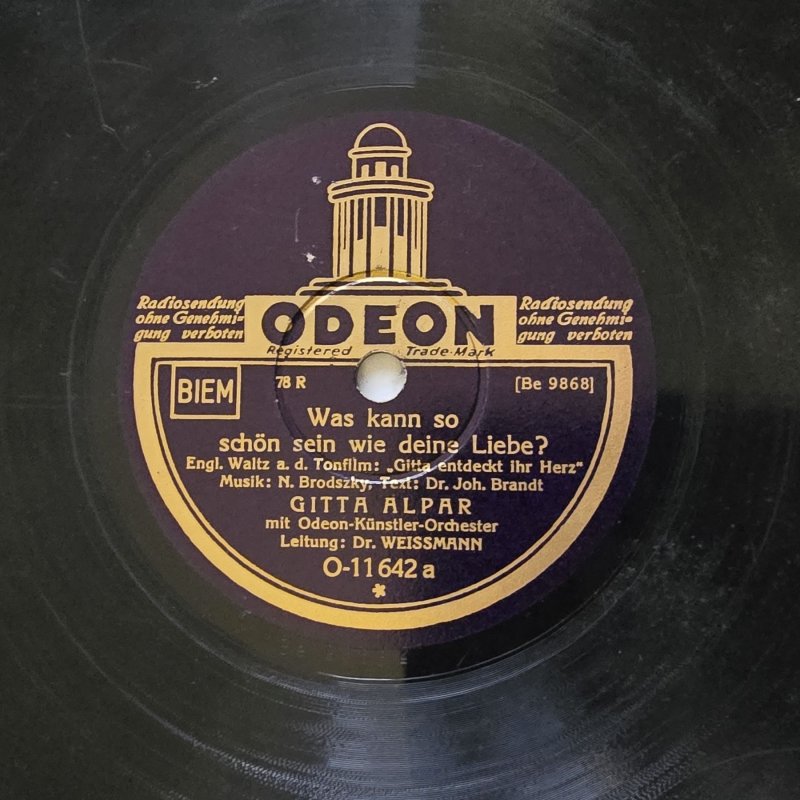 ODEON
Registered Trade-Mark
Radiosendung
ohne Genehmi-
gung verboten
Radiosendung
ohne Genehmi-
gung verboten
BIEM
78 R
[Be 9868]
Was kann so
schön sein wie deine Liebe?
Engl. Waltz a. d. Tonfilm: „Gitta entdeckt ihr Herz"
Musik: N. Brodszky, Text: Dr. Joh. Brandt
GITTA ALPAR
mit Odeon-Künstler-Orchester
Leitung: Dr. WEISSMANN
O-11642 a
*